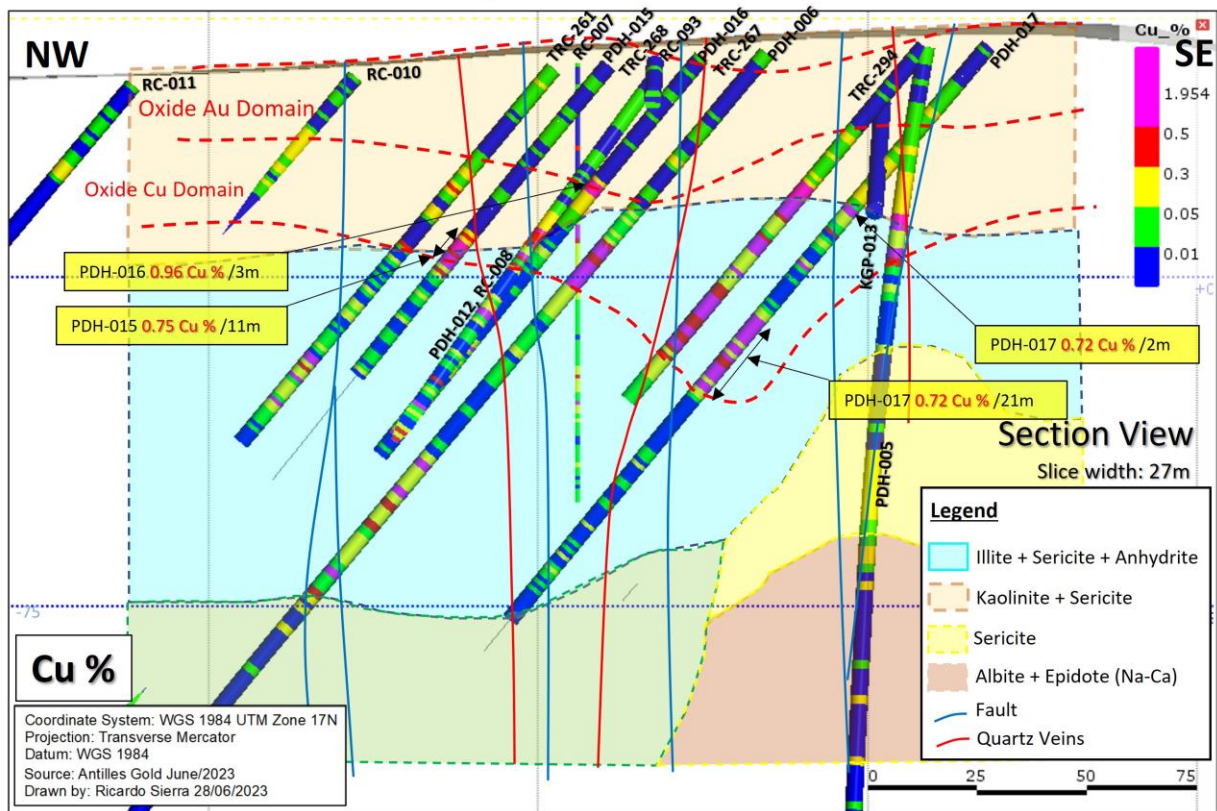 NW
SE
Cu_%
1.954
0.5
0.3
0.05
0.01
RC-011
RC-010
TRC-261
RC-007
PDH-015
TRC-268
RC-093
PDH-016
TRC-267
PDH-006
TRC-294
PDH-017
Oxide Au Domain
Oxide Cu Domain
PDH-016 0.96 Cu % /3m
PDH-015 0.75 Cu % /11m
PDH-012, RC-008
KGP-013
PDH-017 0.72 Cu % /2m
PDH-017 0.72 Cu % /21m
PDH-005
Section View
Slice width: 27m
Legend
Illite + Sericite + Anhydrite
Kaolinite + Sericite
Sericite
Albite + Epidote (Na-Ca)
Fault
Quartz Veins
-75
Cu %
Coordinate System: WGS 1984 UTM Zone 17N
Projection: Transverse Mercator
Datum: WGS 1984
Source: Antilles Gold June/2023
Drawn by: Ricardo Sierra 28/06/2023
0 25 50 75